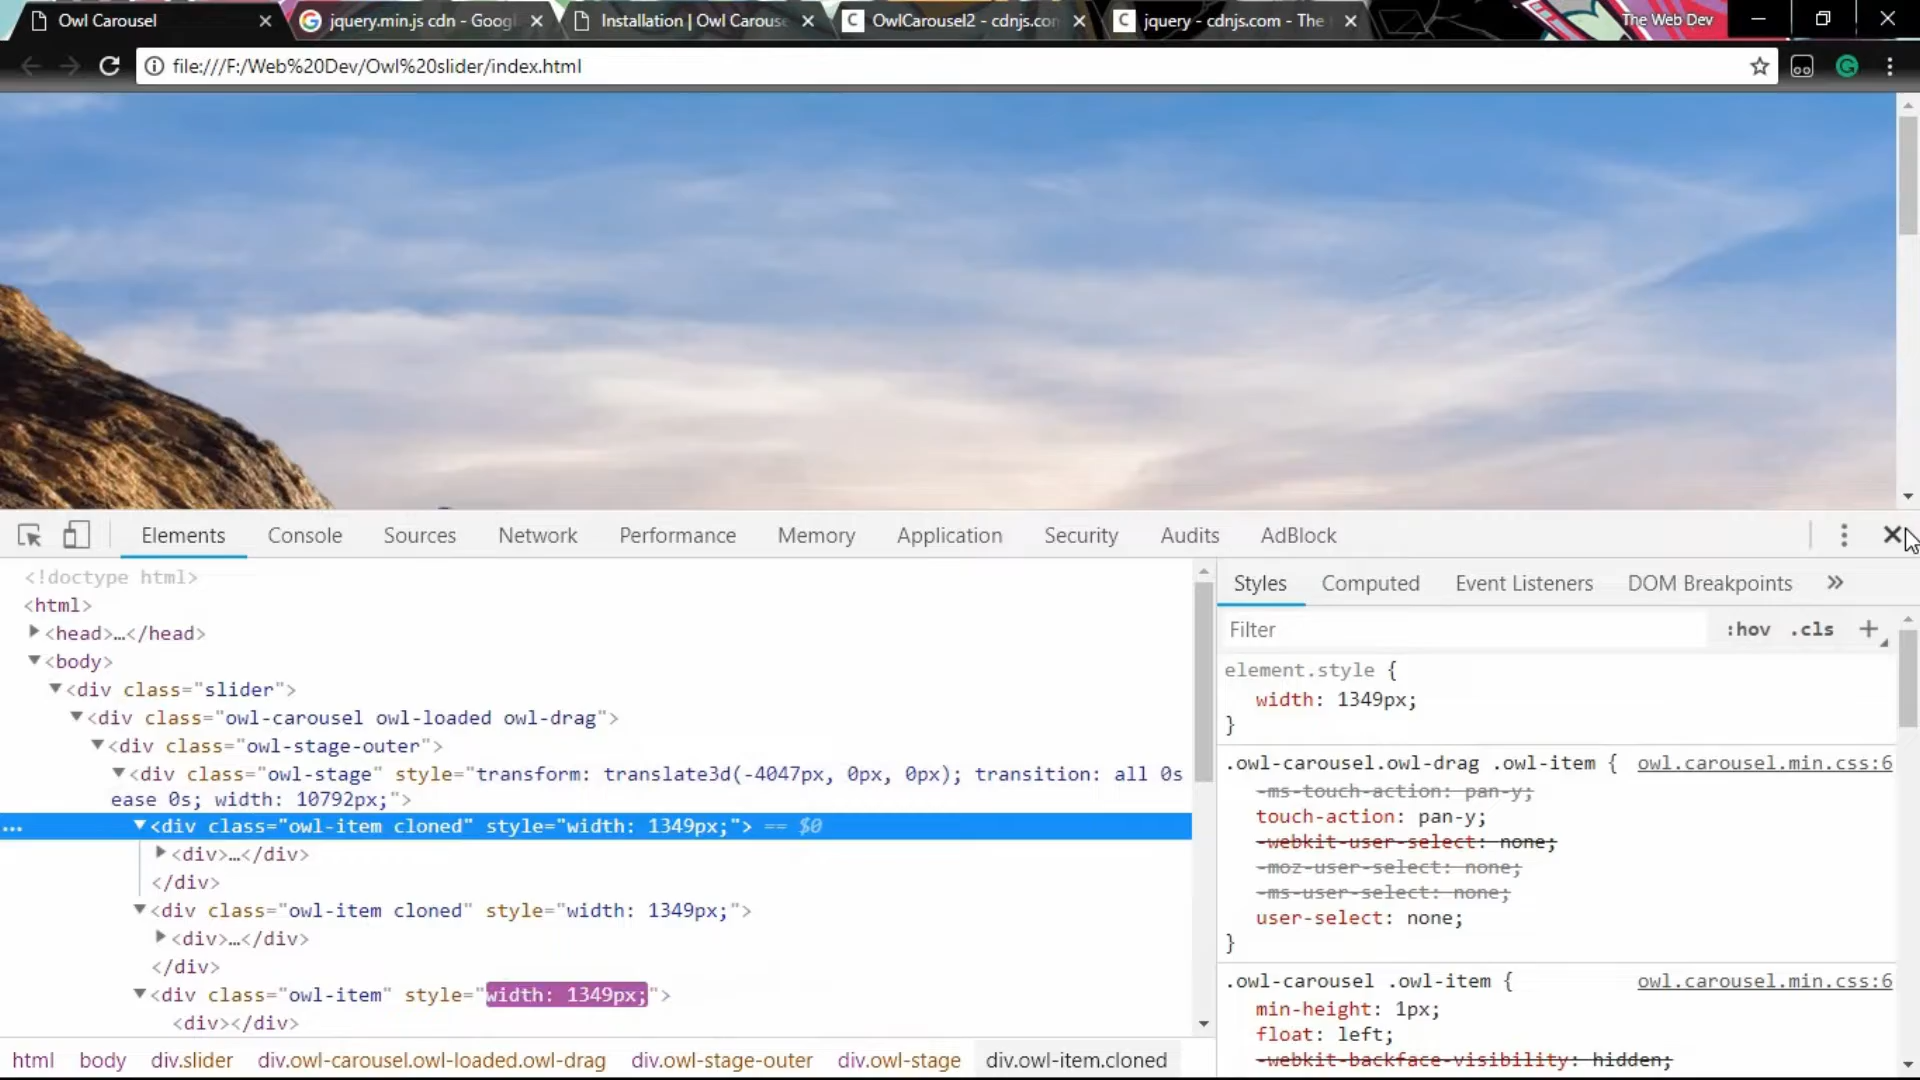 Owl Carousel
jquery.min.js cdn - Googl
Installation | Owl Carouse
C OwlCarousel2 - cdnjs.con
C jquery - cdnjs.com - The
The Web Dev
file:///F:/Web%20Dev/Owl%20slider/index.html
Elements Console Sources Network Performance Memory Application Security Audits AdBlock
<!doctype html>
<html>
<head>…</head>
<body>
<div class="slider">
<div class="owl-carousel owl-loaded owl-drag">
<div class="owl-stage-outer">
<div class="owl-stage" style="transform: translate3d(-4047px, 0px, 0px); transition: all 0s
ease 0s; width: 10792px;">
… <div class="owl-item cloned" style="width: 1349px;"> == $0
<div>…</div>
</div>
<div class="owl-item cloned" style="width: 1349px;">
<div>…</div>
</div>
<div class="owl-item" style="width: 1349px;">
<div></div>
html body div.slider div.owl-carousel.owl-loaded.owl-drag div.owl-stage-outer div.owl-stage div.owl-item.cloned
Styles Computed Event Listeners DOM Breakpoints »
Filter :hov .cls +
element.style {
width: 1349px;
}
.owl-carousel.owl-drag .owl-item { owl.carousel.min.css:6
-ms-touch-action: pan-y;
touch-action: pan-y;
-webkit-user-select: none;
-moz-user-select: none;
-ms-user-select: none;
user-select: none;
}
.owl-carousel .owl-item { owl.carousel.min.css:6
min-height: 1px;
float: left;
-webkit-backface-visibility: hidden;